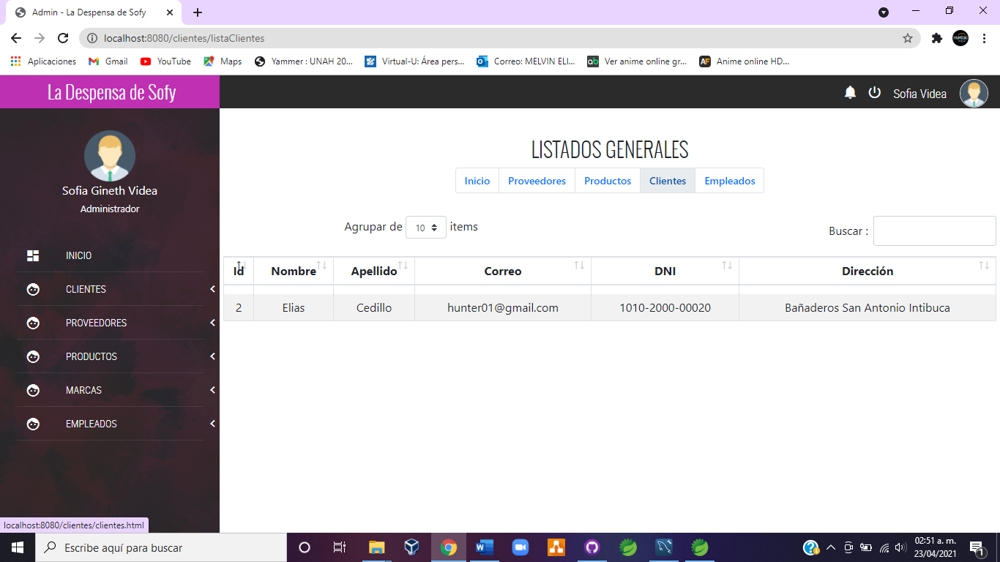 Admin - La Despensa de Sofy
localhost:8080/clientes/listaClientes
Aplicaciones
Gmail
YouTube
Maps
Yammer : UNAH 20...
Virtual-U: Área pers...
Correo: MELVIN ELI...
Ver anime online gr...
Anime online HD...
La Despensa de Sofy
Sofia Videa
Sofia Gineth Videa
Administrador
INICIO
CLIENTES
PROVEEDORES
PRODUCTOS
MARCAS
EMPLEADOS
LISTADOS GENERALES
Inicio Proveedores Productos Clientes Empleados
Agrupar de 10 items
Buscar :
Id Nombre Apellido Correo DNI Dirección
2 Elias Cedillo hunter01@gmail.com 1010-2000-00020 Bañaderos San Antonio Intibuca
localhost:8080/clientes/clientes.html
Escribe aquí para buscar
02:51 a. m.
23/04/2021
1